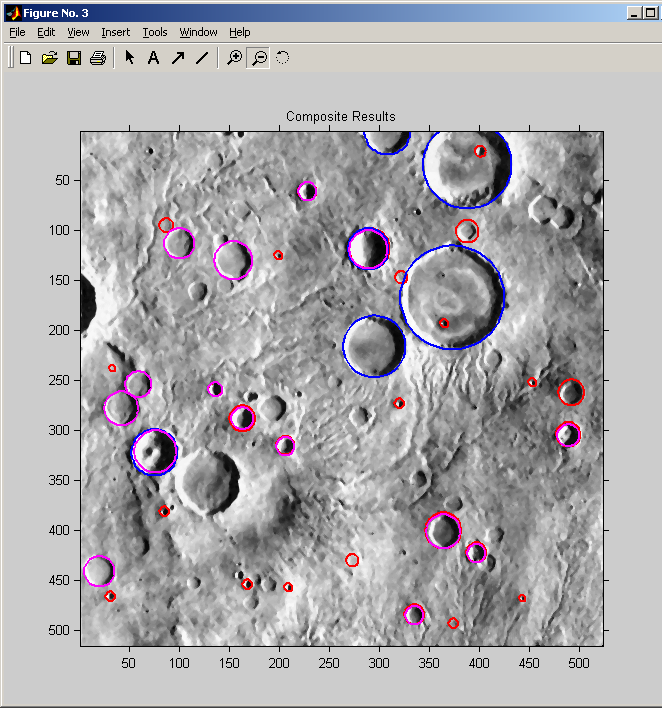 Figure No. 3
File Edit View Insert Tools Window Help
A
Composite Results
50
100
150
200
250
300
350
400
450
500
50 100 150 200 250 300 350 400 450 500